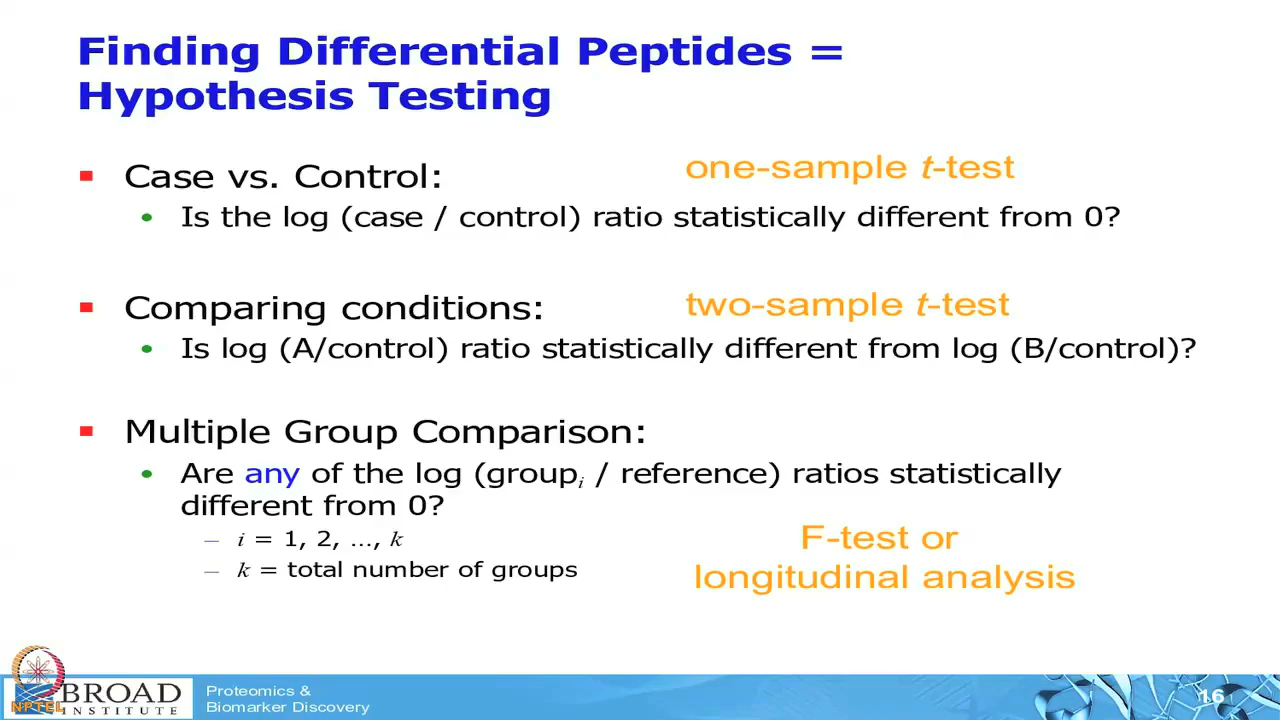 Finding Differential Peptides =
Hypothesis Testing
Case vs. Control:
one-sample t-test
Is the log (case / control) ratio statistically different from 0?
Comparing conditions:
two-sample t-test
Is log (A/control) ratio statistically different from log (B/control)?
Multiple Group Comparison:
Are any of the log (groupᵢ / reference) ratios statistically
different from 0?
– i = 1, 2, ..., k
– k = total number of groups
F-test or
longitudinal analysis
NPTEL
BROAD
INSTITUTE
Proteomics &
Biomarker Discovery
16